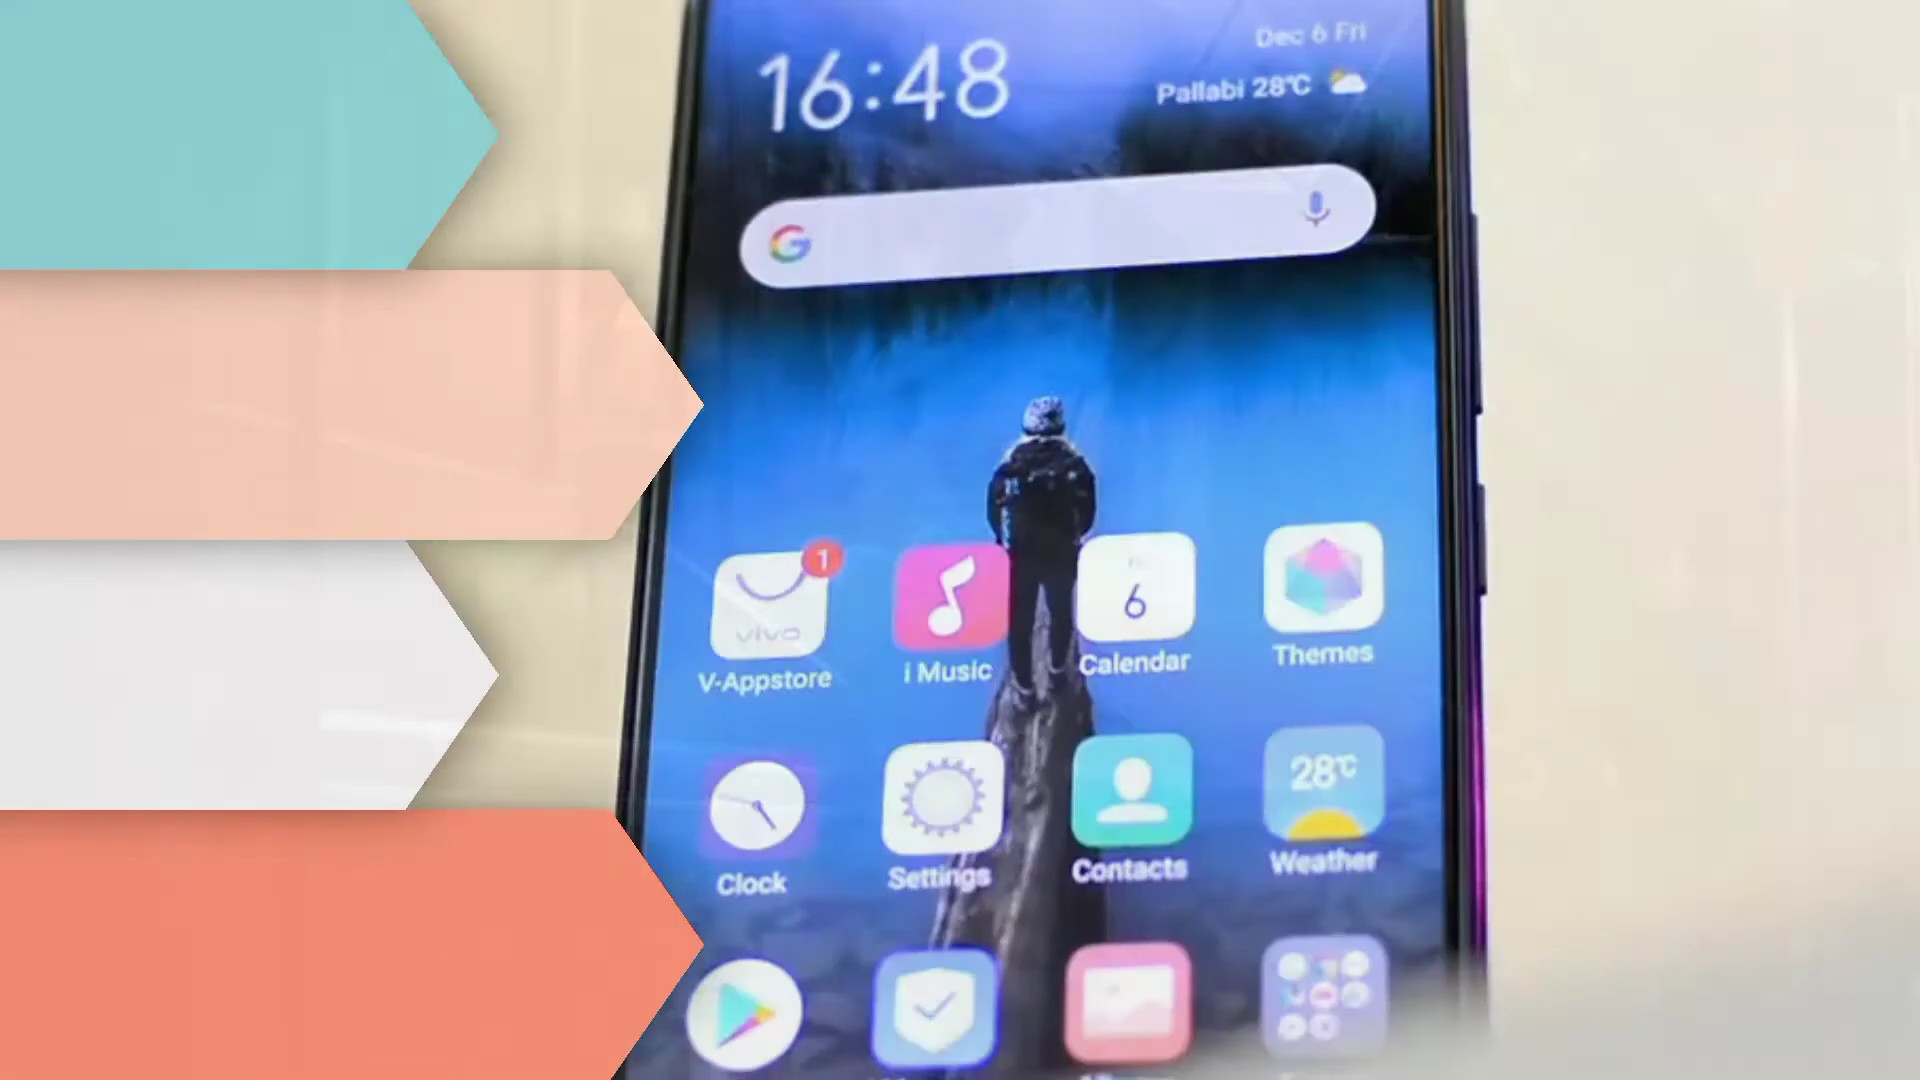 16:48
Dec 6 Fri
Pallabi 28°C
1
vivo
6
28°C
V-Appstore
i Music
Calendar
Themes
Clock
Settings
Contacts
Weather